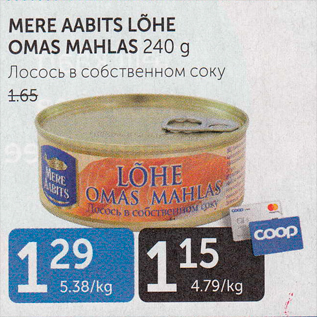 MERE AABITS LÕHE
OMAS MAHLAS 240 g
Лосось в собственном соку
1.65
MERE
AABITS
LÕHE
OMAS MAHLAS
Лосось в собственном соку
coop
1 29
5.38/kg
1 15
4.79/kg